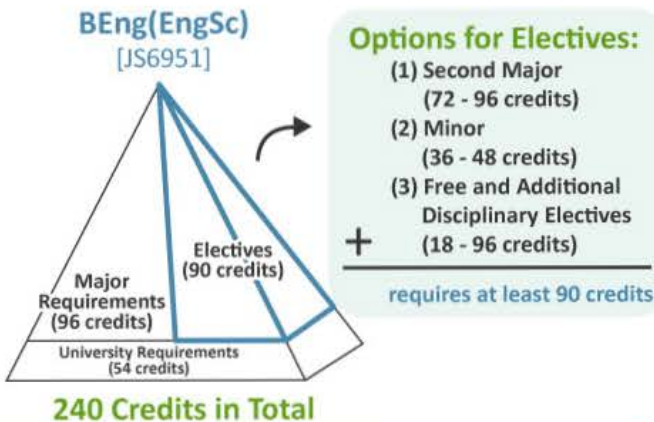 BEng(EngSc)
[JS6951]
Options for Electives:
(1) Second Major
(72 - 96 credits)
(2) Minor
(36 - 48 credits)
(3) Free and Additional
Disciplinary Electives
+ (18 - 96 credits)
requires at least 90 credits
Electives
(90 credits)
Major
Requirements
(96 credits)
University Requirements
(54 credits)
240 Credits in Total